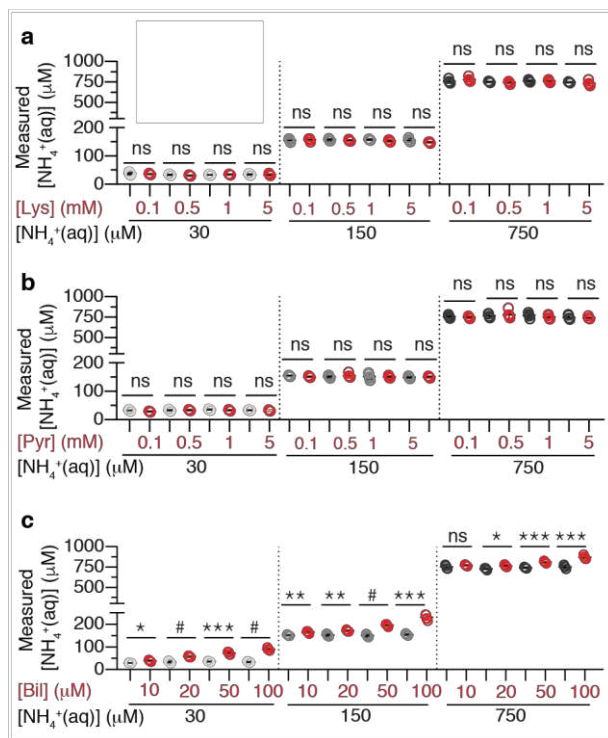 a
Measured
[NH₄⁺(aq)] (μM)
1000
750
500
200
100
0
ns ns ns ns ns ns ns ns ns ns ns ns
[Lys] (mM) 0.1 0.5 1 5 0.1 0.5 1 5 0.1 0.5 1 5
[NH₄⁺(aq)] (μM) 30 150 750
b
Measured
[NH₄⁺(aq)] (μM)
1000
750
500
200
100
0
ns ns ns ns ns ns ns ns ns ns ns ns
[Pyr] (mM) 0.1 0.5 1 5 0.1 0.5 1 5 0.1 0.5 1 5
[NH₄⁺(aq)] (μM) 30 150 750
c
Measured
[NH₄⁺(aq)] (μM)
1000
750
500
200
100
0
* # *** # ** ** # *** ns * *** ***
[Bil] (μM) 10 20 50 100 10 20 50 100 10 20 50 100
[NH₄⁺(aq)] (μM) 30 150 750